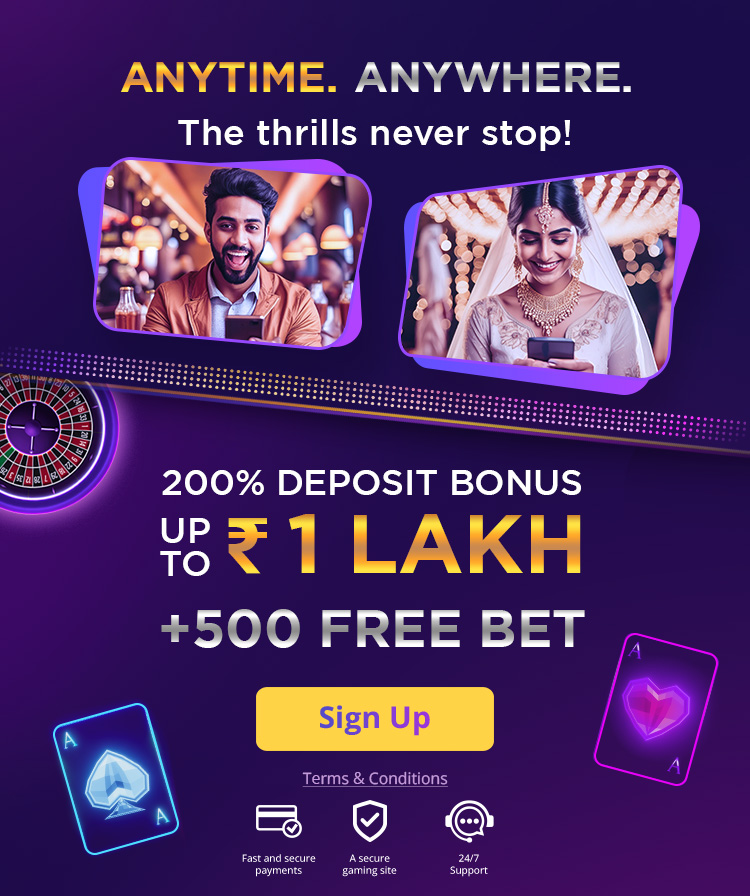 ANYTIME. ANYWHERE.
The thrills never stop!
200% DEPOSIT BONUS
UP
TO
₹ 1 LAKH
+500 FREE BET
A
A
A
A
Sign Up
Terms & Conditions
Fast and secure
payments
A secure
gaming site
24/7
Support